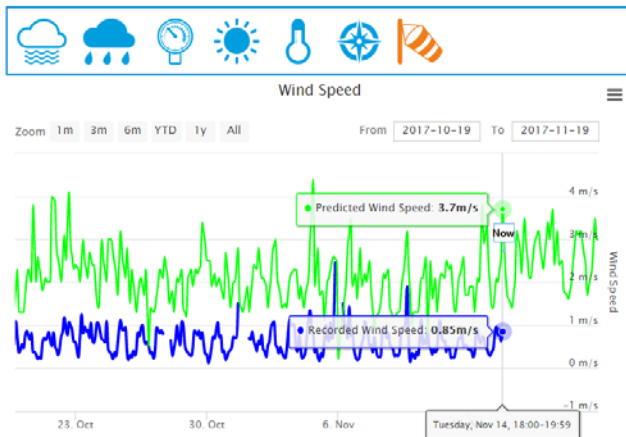 Wind Speed
Zoom 1m 3m 6m YTD 1y All From 2017-10-19 To 2017-11-19
4 m/s
Predicted Wind Speed: 3.7m/s
Now
3 m/s
2 m/s
Wind Speed
1 m/s
Recorded Wind Speed: 0.85m/s
0 m/s
-1 m/s
23. Oct 30. Oct 6. Nov
Tuesday, Nov 14, 18:00-19:59